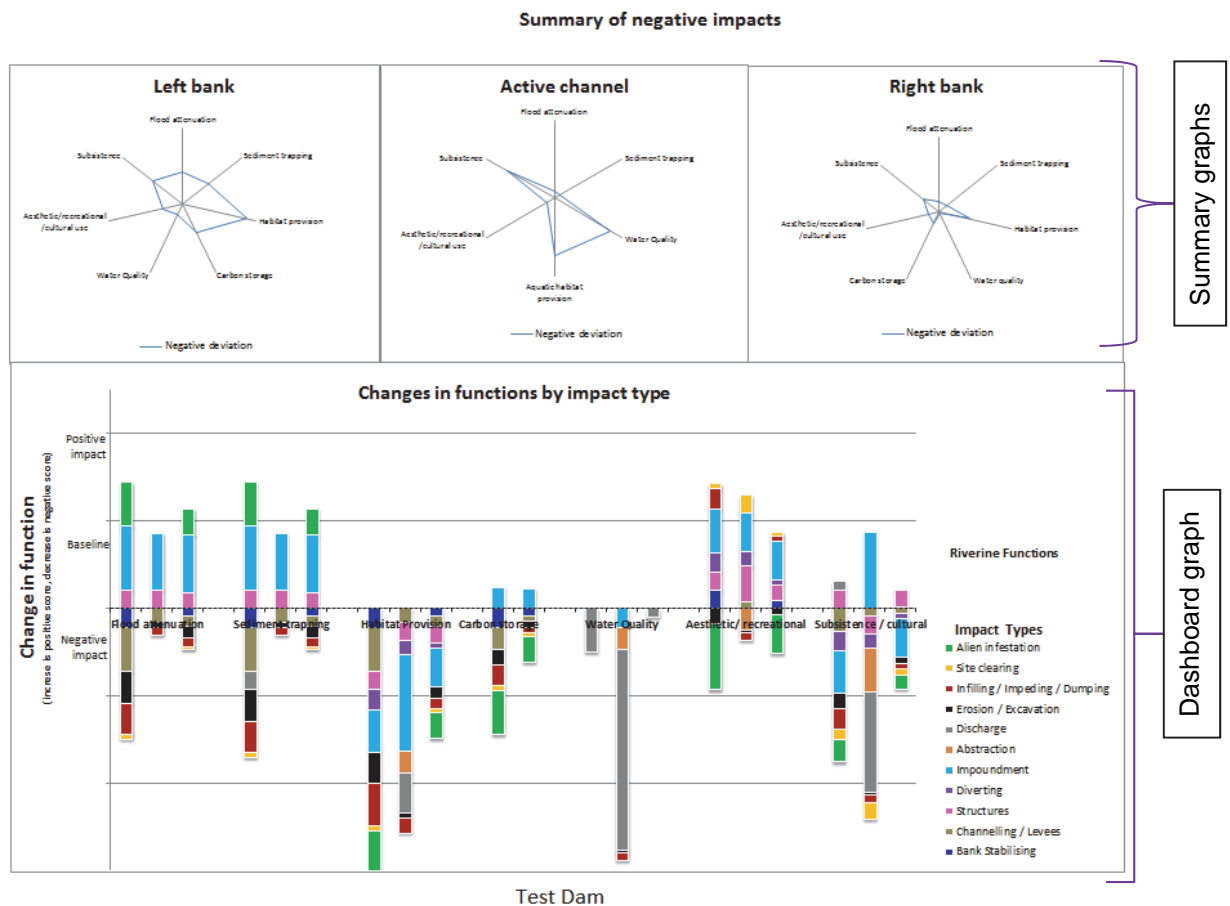 Summary of negative impacts
Left bank
Flood attenuation
Subsistence
Sediment trapping
Aesthetic/recreational
/cultural use
Habitat provision
Water Quality
Carbon storage
Negative deviation
Active channel
Flood attenuation
Subsistence
Sediment trapping
Aesthetic/recreational
/cultural use
Water Quality
Aquatic habitat
provision
Negative deviation
Right bank
Flood attenuation
Subsistence
Sediment trapping
Aesthetic/recreational
/cultural use
Habitat provision
Carbon storage
Water quality
Negative deviation
Summary graphs
Changes in functions by impact type
Change in function
(increase is positive score, decrease is negative score)
Positive
impact
Baseline
Negative
impact
Flood attenuation
Sediment trapping
Habitat Provision
Carbon storage
Water Quality
Aesthetic/ recreational
Subsistence / cultural
Riverine Functions
Impact Types
Alien infestation
Site clearing
Infilling / Impeding / Dumping
Erosion / Excavation
Discharge
Abstraction
Impoundment
Diverting
Structures
Channelling / Levees
Bank Stabilising
Dashboard graph
Test Dam